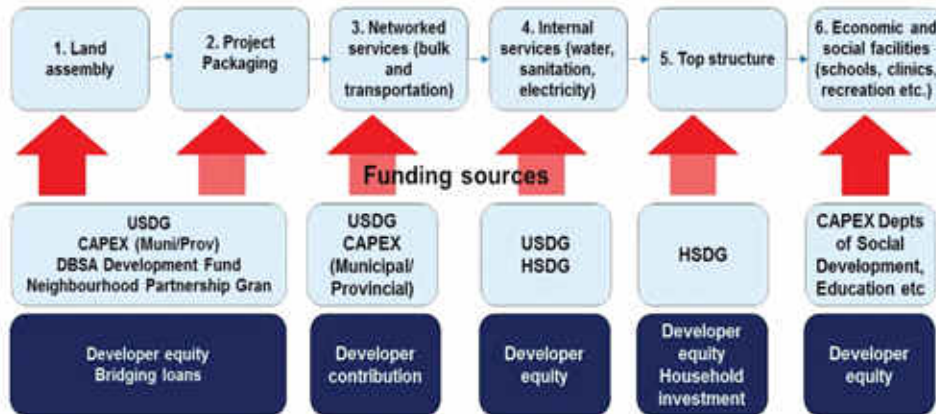 1. Land
assembly
2. Project
Packaging
3. Networked
services (bulk
and
transportation)
4. Internal
services (water,
sanitation,
electricity)
5. Top structure
6. Economic and
social facilities
(schools, clinics,
recreation etc.)
Funding sources
USDG
CAPEX (Muni/Prov)
DBSA Development Fund
Neighbourhood Partnership Gran
USDG
CAPEX
(Municipal/
Provincial)
USDG
HSDG
HSDG
CAPEX Depts
of Social
Development,
Education etc
Developer equity
Bridging loans
Developer
contribution
Developer
equity
Developer
equity
Household
investment
Developer
equity